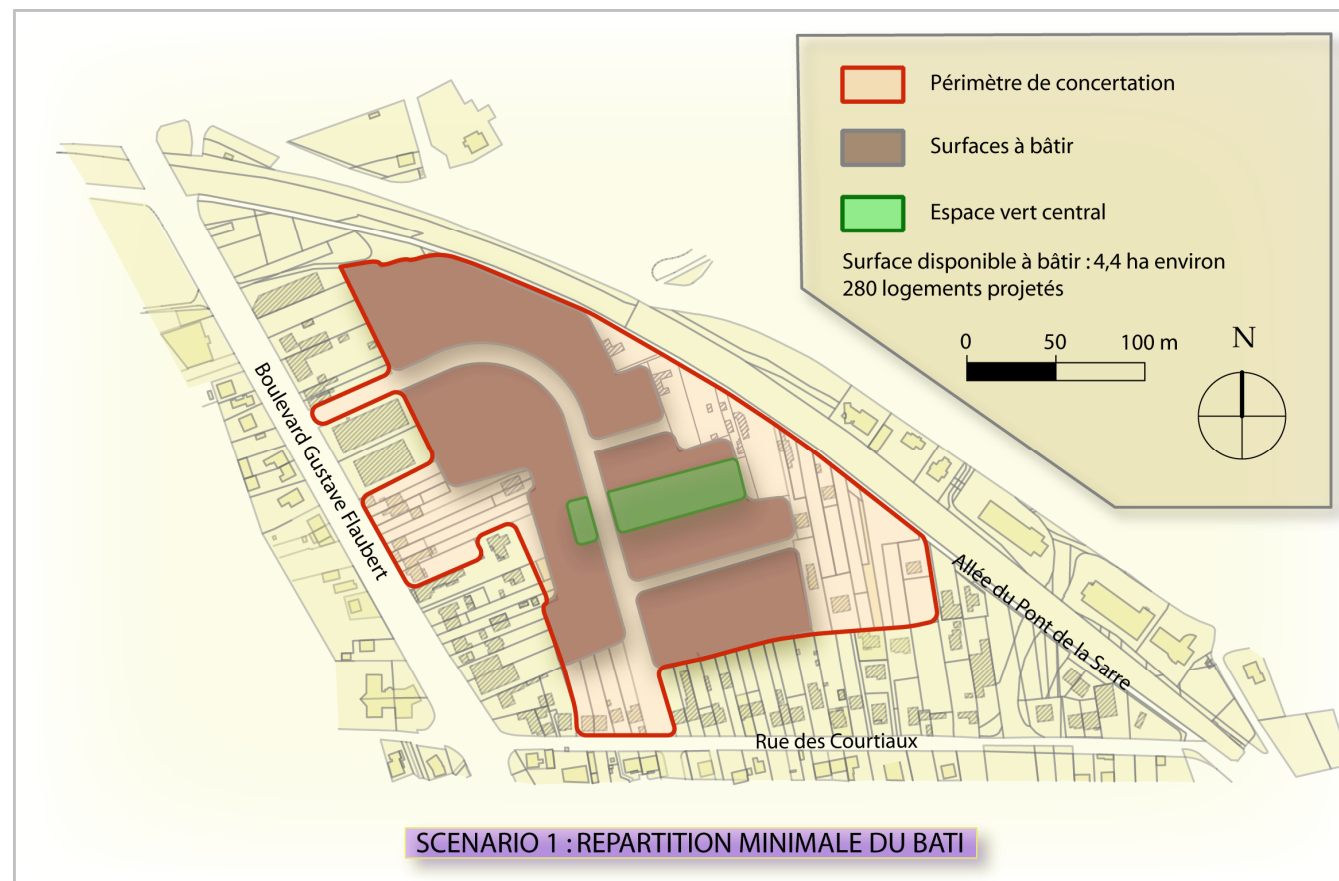 Périmètre de concertation
Surfaces à bâtir
Espace vert central
Surface disponible à bâtir : 4,4 ha environ
280 logements projetés
0 50 100 m
N
Boulevard Gustave Flaubert
Allée du Pont de la Sarre
Rue des Courtiaux
SCENARIO 1 : REPARTITION MINIMALE DU BATI